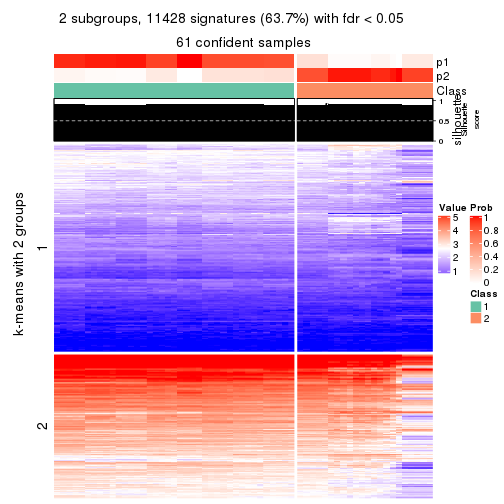 2 subgroups, 11428 signatures (63.7%) with fdr < 0.05
61 confident samples
p1
p2
Class
1
0.5
0
silhouette
Silhouette
score
k-means with 2 groups
1
2
Value
5
4
3
2
1
Prob
1
0.8
0.6
0.4
0.2
0
Class
1
2